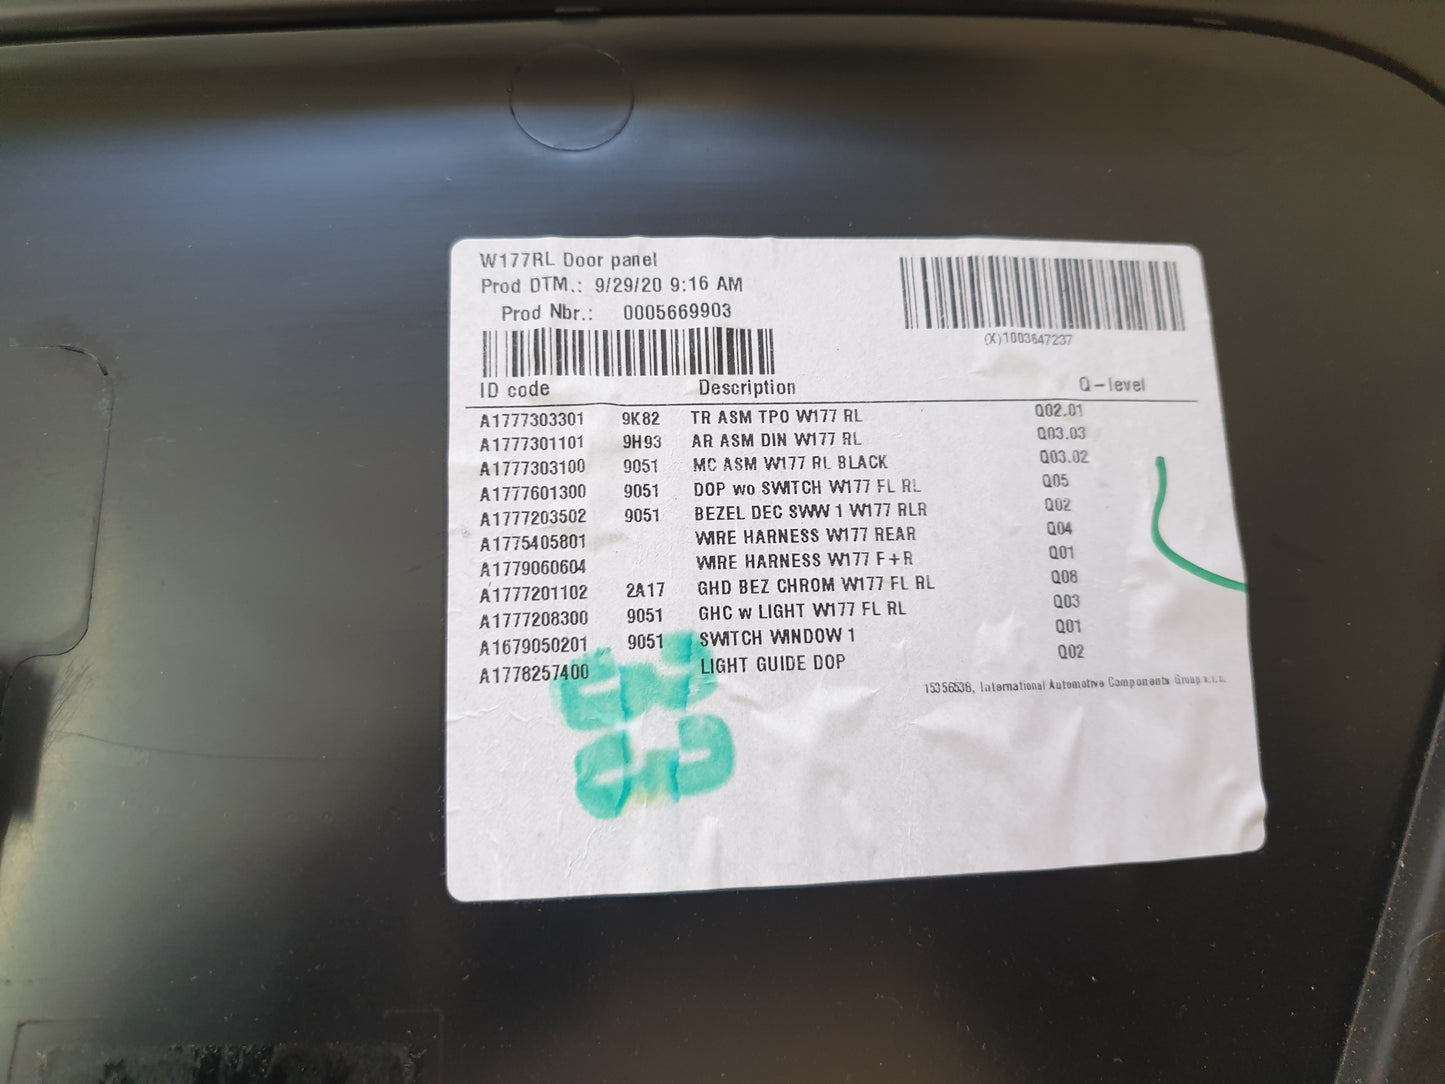 W177RL Door panel
Prod DTM.: 9/29/20 9:16 AM
Prod Nbr.: 0005669903
(X)1003647237
ID code Description Q-level
A1777303301 9K82 TR ASM TPO W177 RL Q02.01
A1777301101 9H93 AR ASM DIN W177 RL Q03.03
A1777303100 9051 MC ASM W177 RL BLACK Q03.02
A1777601300 9051 DOP wo SWITCH W177 FL RL Q05
A1777203502 9051 BEZEL DEC SWW 1 W177 RLR Q02
A1775405801 WIRE HARNESS W177 REAR Q04
A1779060604 WIRE HARNESS W177 F+R Q01
A1777201102 2A17 GHD BEZ CHROM W177 FL RL Q08
A1777208300 9051 GHC w LIGHT W177 FL RL Q03
A1679050201 9051 SWITCH WINDOW 1 Q01
A1778257400 LIGHT GUIDE DOP Q02
15356538, International Automotive Components Group s.r.o.